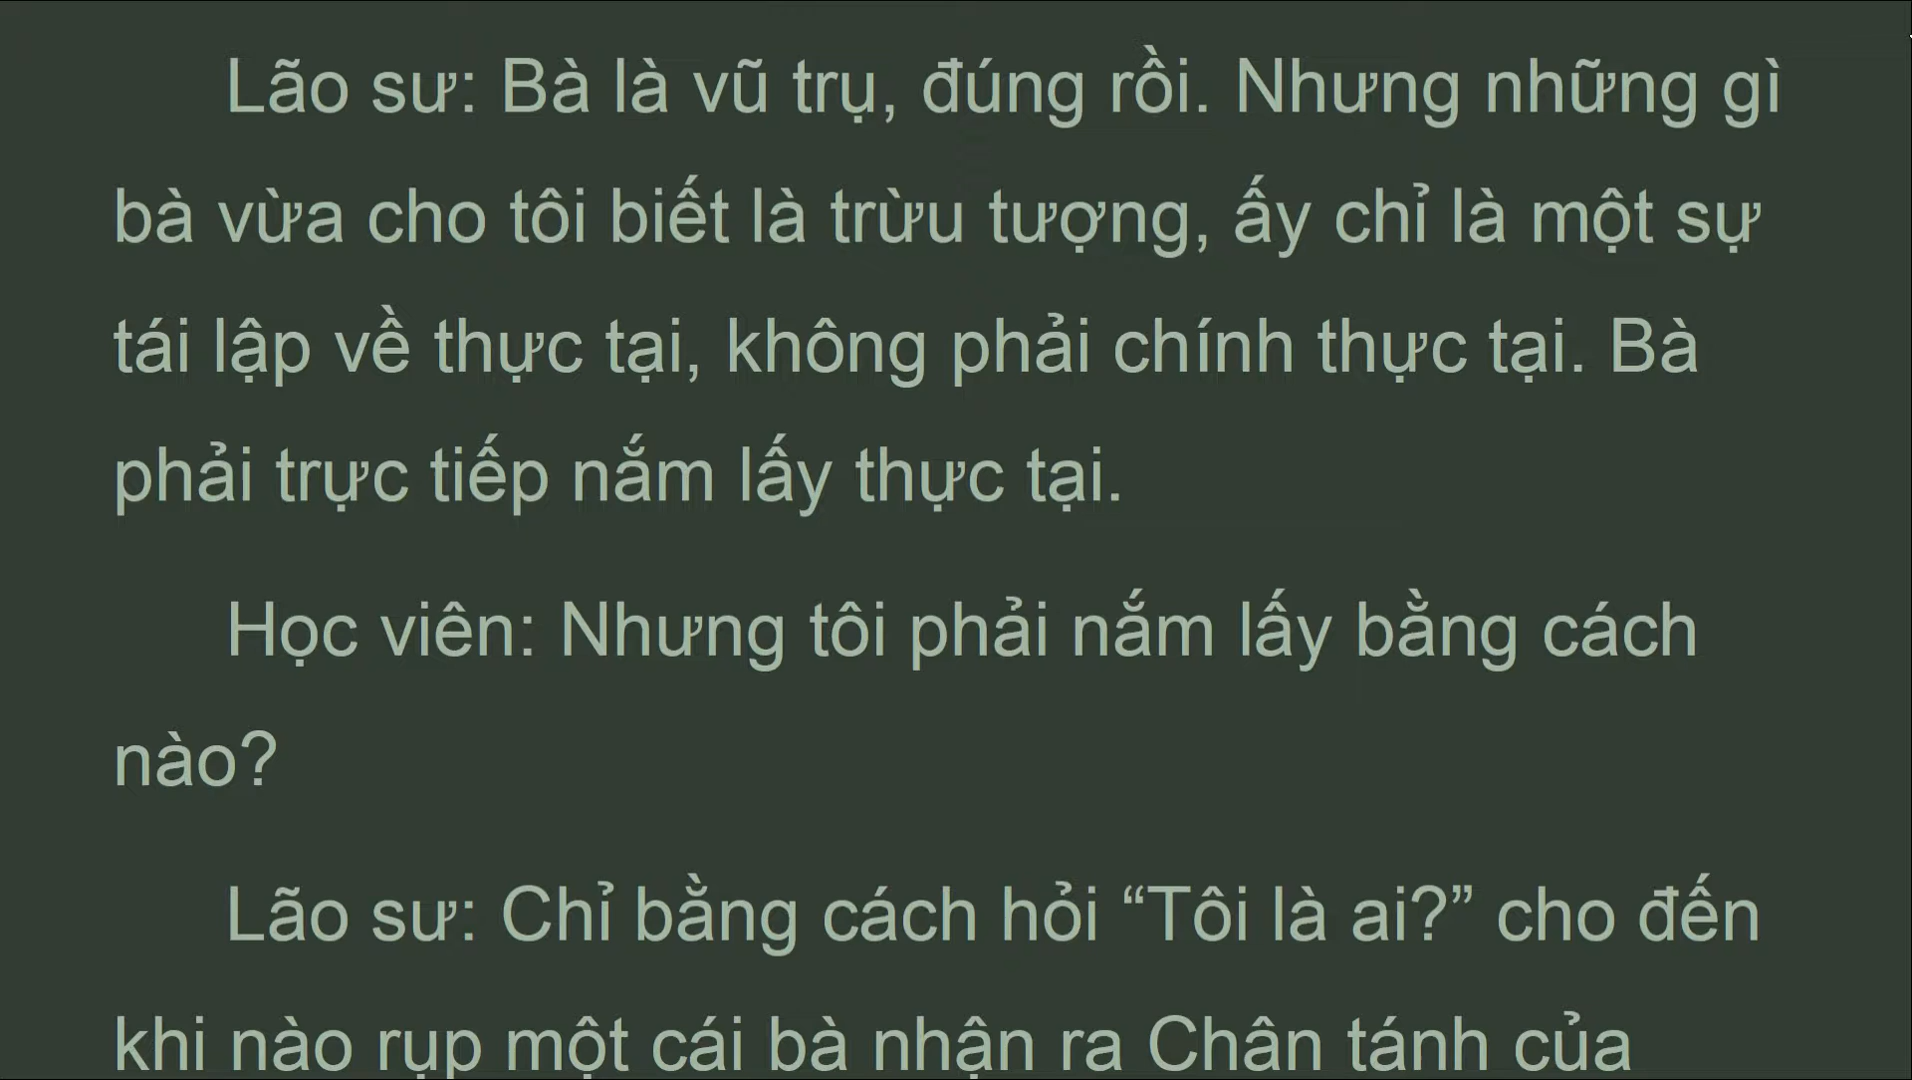 Lão sư: Bà là vũ trụ, đúng rồi. Nhưng những gì
bà vừa cho tôi biết là trừu tượng, ấy chỉ là một sự
tái lập về thực tại, không phải chính thực tại. Bà
phải trực tiếp nắm lấy thực tại.
Học viên: Nhưng tôi phải nắm lấy bằng cách
nào?
Lão sư: Chỉ bằng cách hỏi “Tôi là ai?” cho đến
khi nào rụp một cái bà nhận ra Chân tánh của